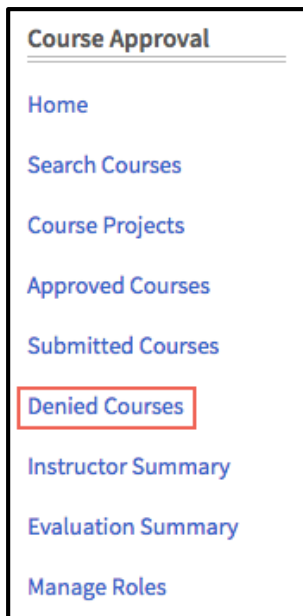 Course Approval
Home
Search Courses
Course Projects
Approved Courses
Submitted Courses
Denied Courses
Instructor Summary
Evaluation Summary
Manage Roles